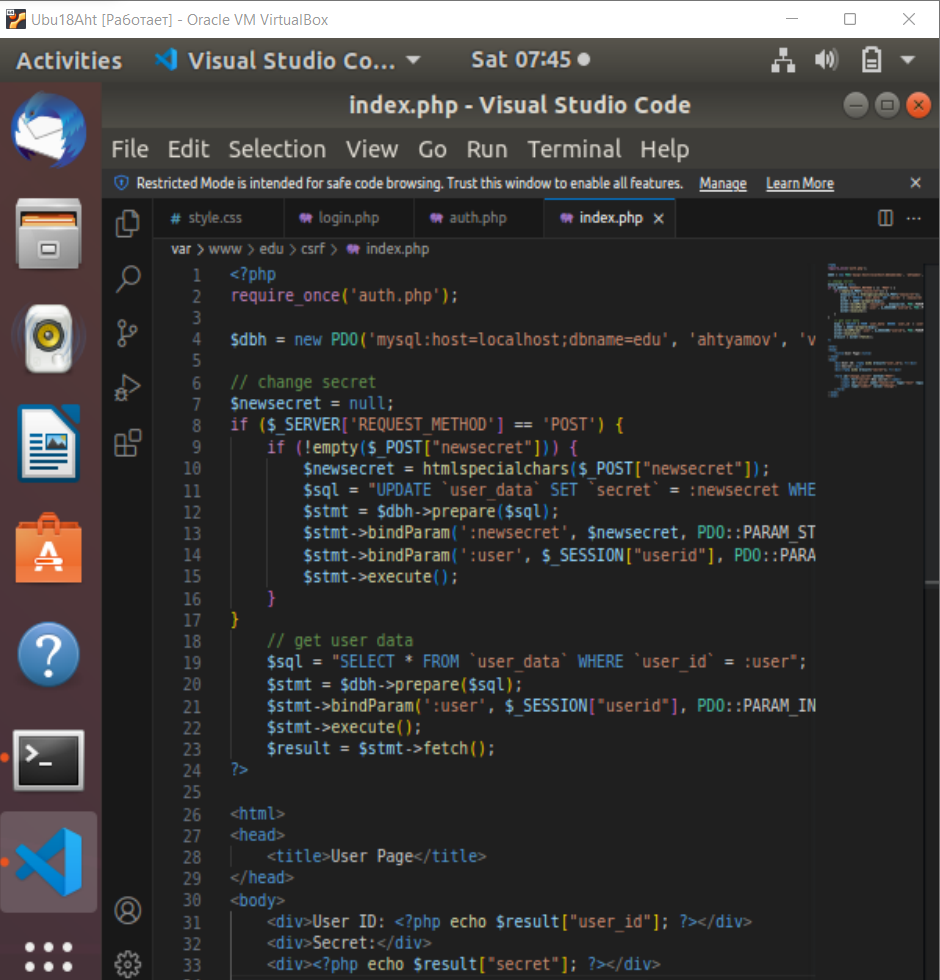 Ubu18Aht [Работает] - Oracle VM VirtualBox
Activities Visual Studio Co... Sat 07:45
index.php - Visual Studio Code
File Edit Selection View Go Run Terminal Help
Restricted Mode is intended for safe code browsing. Trust this window to enable all features. Manage Learn More
# style.css login.php auth.php index.php
var > www > edu > csrf > index.php
1 <?php
2 require_once('auth.php');
3
4 $dbh = new PDO('mysql:host=localhost;dbname=edu', 'ahtyamov', 'v
5
6 // change secret
7 $newsecret = null;
8 if ($_SERVER['REQUEST_METHOD'] == 'POST') {
9 if (!empty($_POST["newsecret"])) {
10 $newsecret = htmlspecialchars($_POST["newsecret"]);
11 $sql = "UPDATE `user_data` SET `secret` = :newsecret WHE
12 $stmt = $dbh->prepare($sql);
13 $stmt->bindParam(':newsecret', $newsecret, PDO::PARAM_ST
14 $stmt->bindParam(':user', $_SESSION["userid"], PDO::PARA
15 $stmt->execute();
16 }
17 }
18 // get user data
19 $sql = "SELECT * FROM `user_data` WHERE `user_id` = :user";
20 $stmt = $dbh->prepare($sql);
21 $stmt->bindParam(':user', $_SESSION["userid"], PDO::PARAM_IN
22 $stmt->execute();
23 $result = $stmt->fetch();
24 ?>
25
26 <html>
27 <head>
28 <title>User Page</title>
29 </head>
30 <body>
31 <div>User ID: <?php echo $result["user_id"]; ?></div>
32 <div>Secret:</div>
33 <div><?php echo $result["secret"]; ?></div>